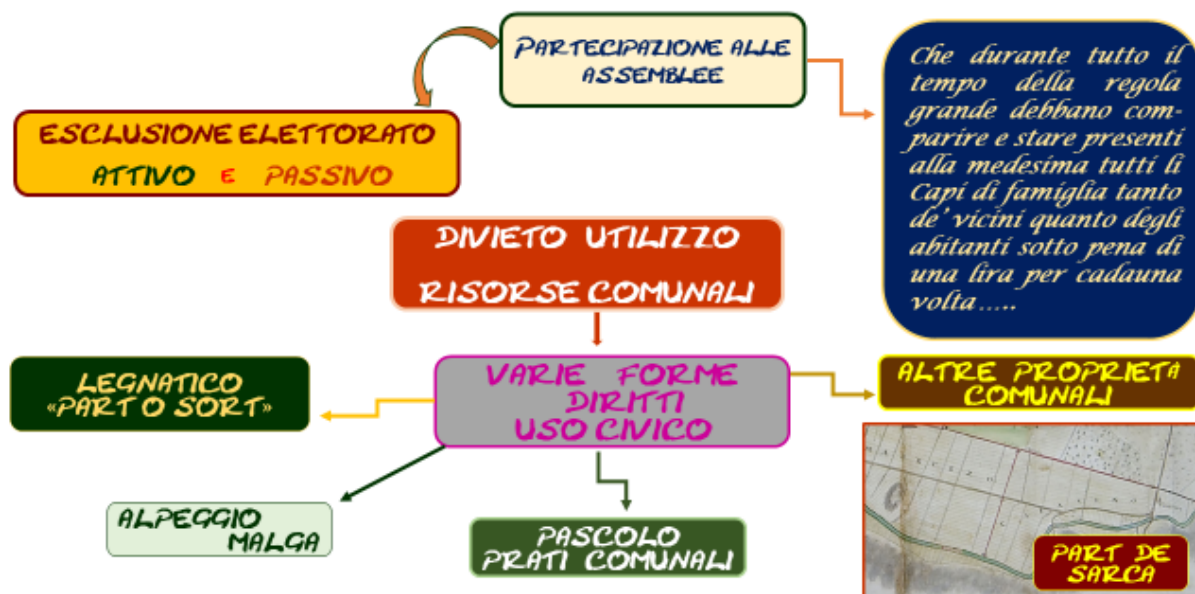 PARTECIPAZIONE ALLE
ASSEMBLEE
Che durante tutto il
tempo della regola
grande debbano com-
parire e stare presenti
alla medesima tutti li
Capi di famiglia tanto
de' vicini quanto degli
abitanti sotto pena di
una lira per cadauna
volta.....
ESCLUSIONE ELETTORATO
ATTIVO E PASSIVO
DIVIETO UTILIZZO
RISORSE COMUNALI
VARIE FORME
DIRITTI
USO CIVICO
LEGNATICO
«PART O SORT»
ALTRE PROPRIETÀ
COMUNALI
ALPEGGIO
MALGA
PASCOLO
PRATI COMUNALI
PART DE
SARCA